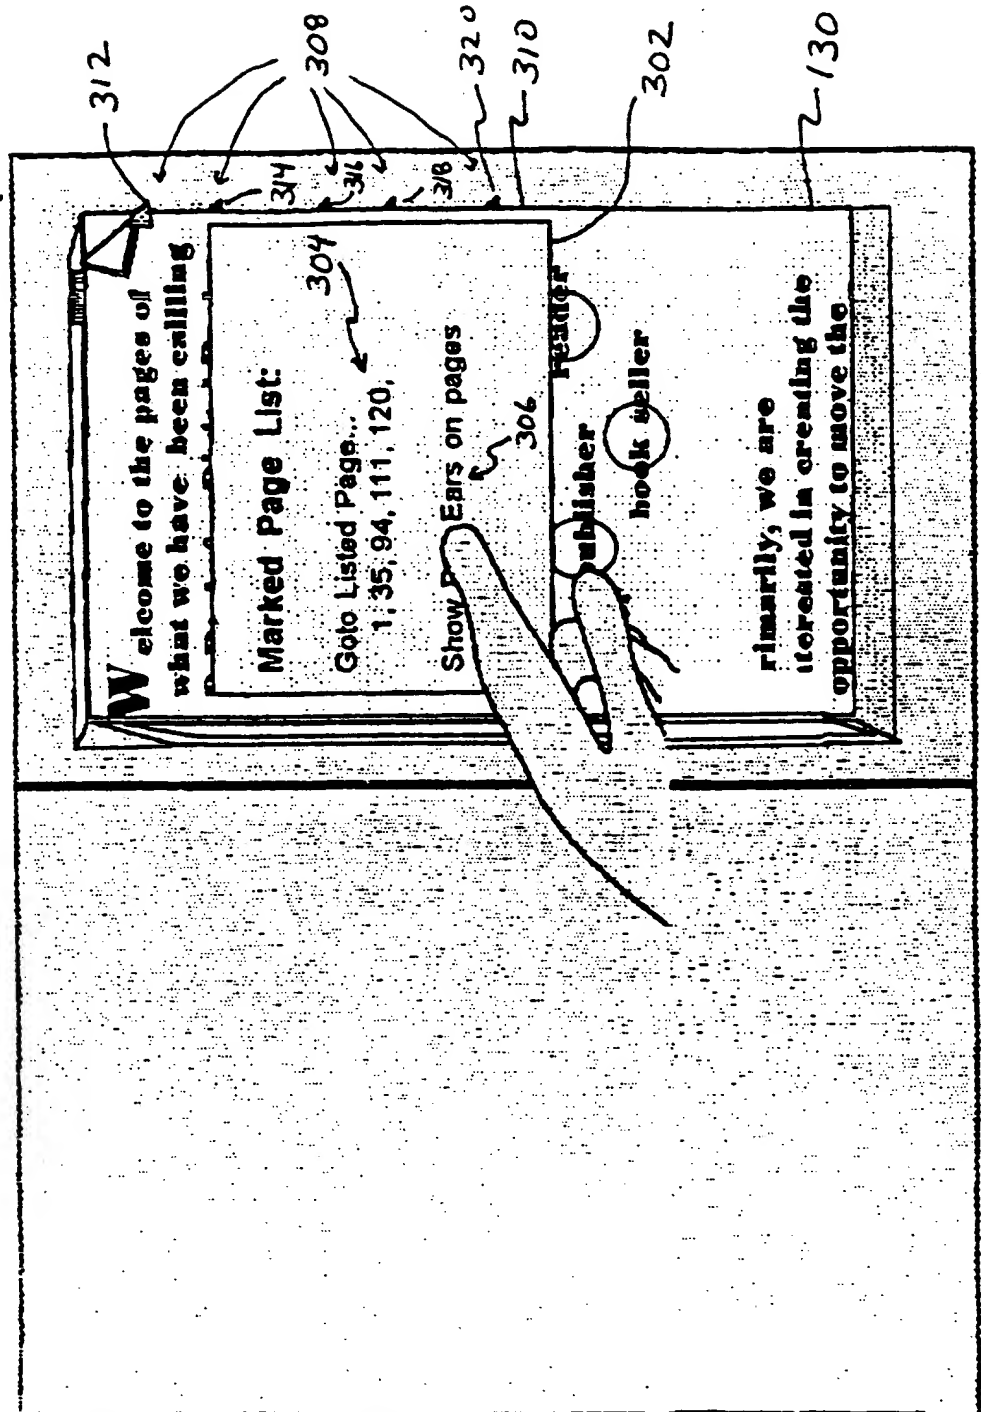 312
308
320
310
302
130
314
316
318
Welcome to the pages of
what we have been calling
Marked Page List:
304
Goto Listed Page...
1, 35, 94, 111, 120,
Show Ears on pages
306
reader
ublisher
book seller
rimarily, we are
iterested in creating the
opportunity to move the